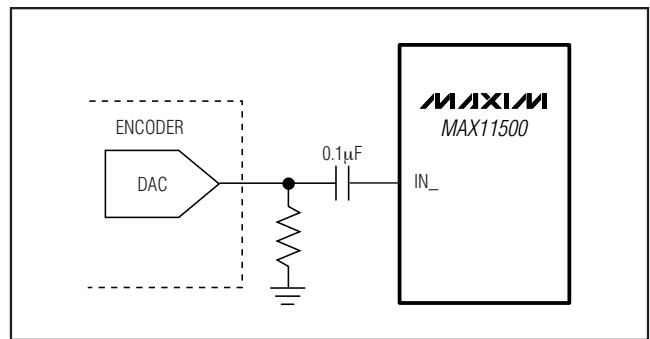 ENCODER
DAC
0.1μF
MAXIM
MAX11500
IN_